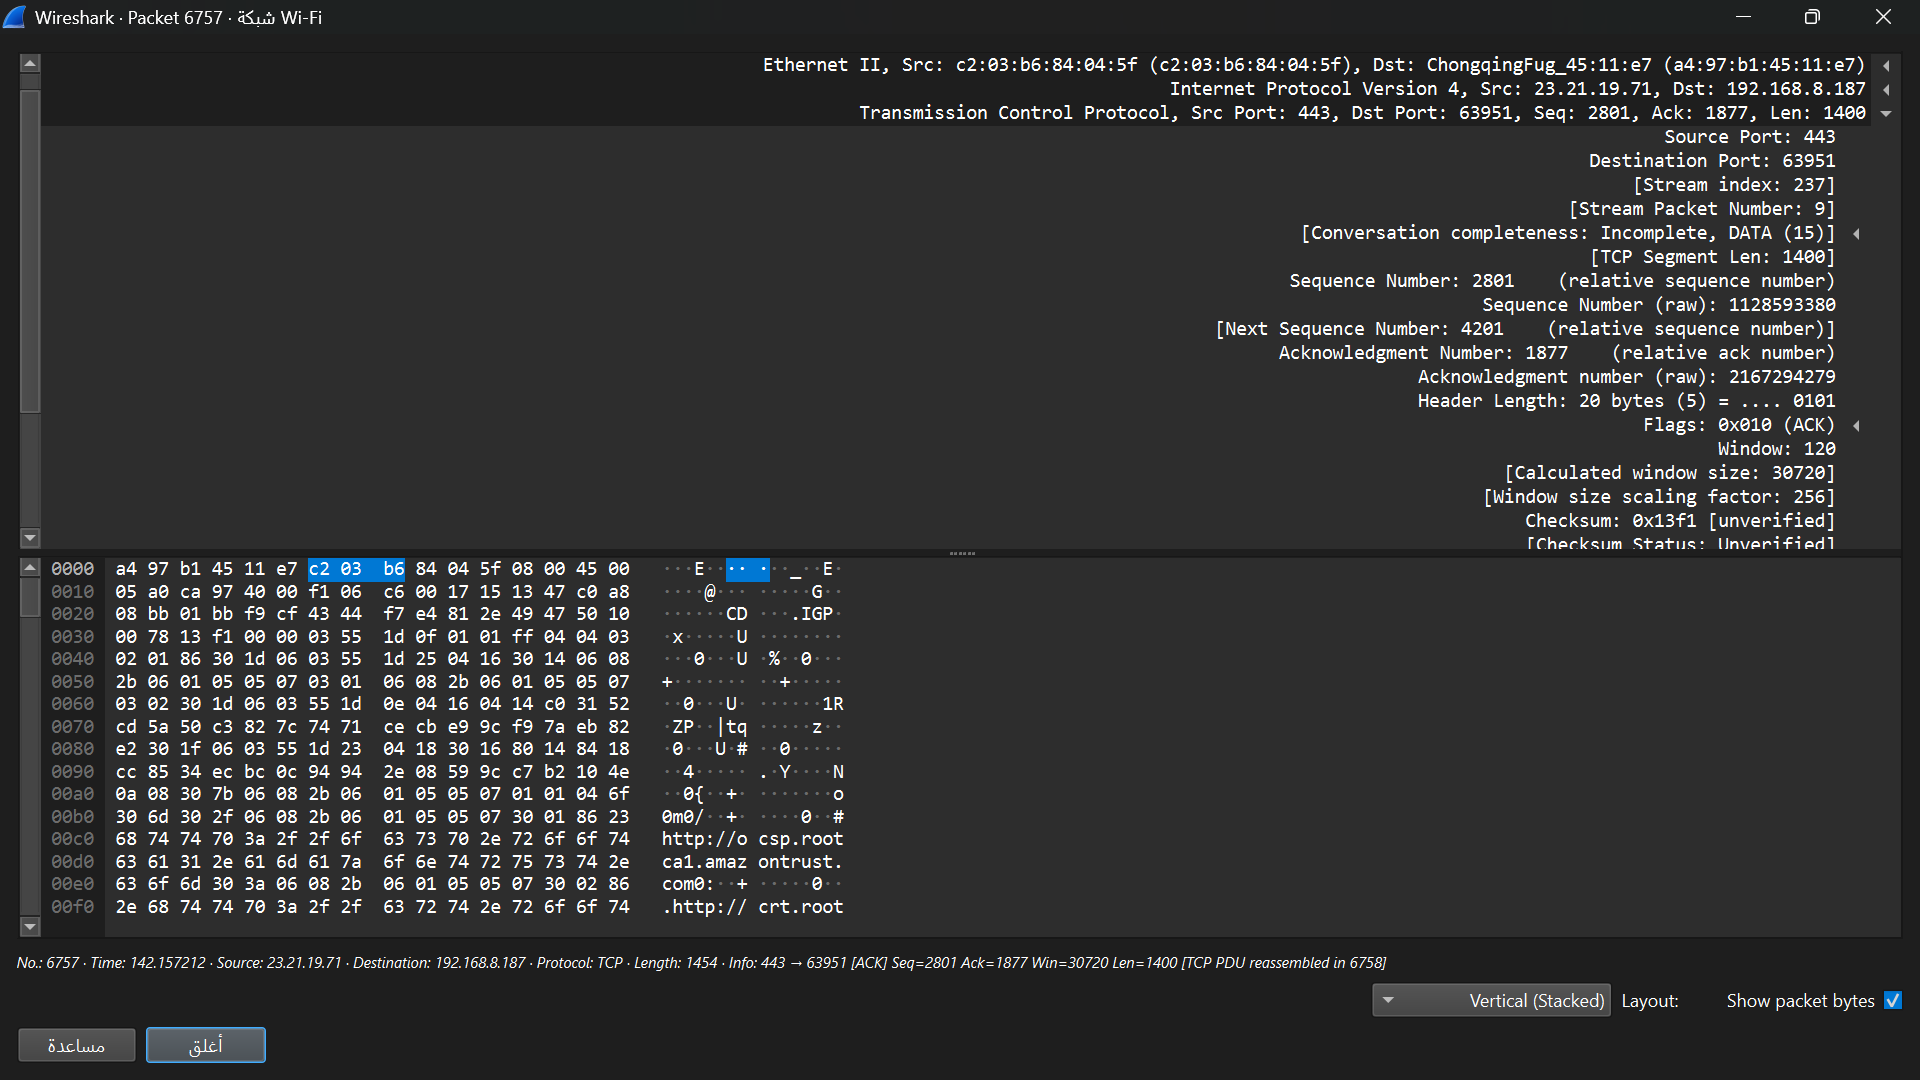 Wireshark · Packet 6757 · شبكة Wi-Fi
Ethernet II, Src: c2:03:b6:84:04:5f (c2:03:b6:84:04:5f), Dst: ChongqingFug_45:11:e7 (a4:97:b1:45:11:e7)
Internet Protocol Version 4, Src: 23.21.19.71, Dst: 192.168.8.187
Transmission Control Protocol, Src Port: 443, Dst Port: 63951, Seq: 2801, Ack: 1877, Len: 1400
Source Port: 443
Destination Port: 63951
[Stream index: 237]
[Stream Packet Number: 9]
[Conversation completeness: Incomplete, DATA (15)]
[TCP Segment Len: 1400]
Sequence Number: 2801    (relative sequence number)
Sequence Number (raw): 1128593380
[Next Sequence Number: 4201    (relative sequence number)]
Acknowledgment Number: 1877    (relative ack number)
Acknowledgment number (raw): 2167294279
Header Length: 20 bytes (5) = .... 0101
Flags: 0x010 (ACK)
Window: 120
[Calculated window size: 30720]
[Window size scaling factor: 256]
Checksum: 0x13f1 [unverified]
[Checksum Status: Unverified]
0000 a4 97 b1 45 11 e7 c2 03 b6 84 04 5f 08 00 45 00 ···E·· ·· ···_··E·
0010 05 a0 ca 97 40 00 f1 06 c6 00 17 15 13 47 c0 a8 ····@··· ·····G··
0020 08 bb 01 bb f9 cf 43 44 f7 e4 81 2e 49 47 50 10 ······CD ···.IGP·
0030 00 78 13 f1 00 00 03 55 1d 0f 01 01 ff 04 04 03 ·x·····U ········
0040 02 01 86 30 1d 06 03 55 1d 25 04 16 30 14 06 08 ···0···U ·%··0···
0050 2b 06 01 05 05 07 03 01 06 08 2b 06 01 05 05 07 +······· ··+·····
0060 03 02 30 1d 06 03 55 1d 0e 04 16 04 14 c0 31 52 ··0···U· ······1R
0070 cd 5a 50 c3 82 7c 74 71 ce cb e9 9c f9 7a eb 82 ·ZP··|tq ·····z··
0080 e2 30 1f 06 03 55 1d 23 04 18 30 16 80 14 84 18 ·0···U·# ··0·····
0090 cc 85 34 ec bc 0c 94 94 2e 08 59 9c c7 b2 10 4e ··4····· .·Y····N
00a0 0a 08 30 7b 06 08 2b 06 01 05 05 07 01 01 04 6f ··0{··+· ·······o
00b0 30 6d 30 2f 06 08 2b 06 01 05 05 07 30 01 86 23 0m0/··+· ····0··#
00c0 68 74 74 70 3a 2f 2f 6f 63 73 70 2e 72 6f 6f 74 http://o csp.root
00d0 63 61 31 2e 61 6d 61 7a 6f 6e 74 72 75 73 74 2e ca1.amaz ontrust.
00e0 63 6f 6d 30 3a 06 08 2b 06 01 05 05 07 30 02 86 com0:··+ ·····0··
00f0 2e 68 74 74 70 3a 2f 2f 63 72 74 2e 72 6f 6f 74 .http:// crt.root
No.: 6757 · Time: 142.157212 · Source: 23.21.19.71 · Destination: 192.168.8.187 · Protocol: TCP · Length: 1454 · Info: 443 → 63951 [ACK] Seq=2801 Ack=1877 Win=30720 Len=1400 [TCP PDU reassembled in 6758]
Show packet bytes Layout: Vertical (Stacked)
أغلق مساعدة